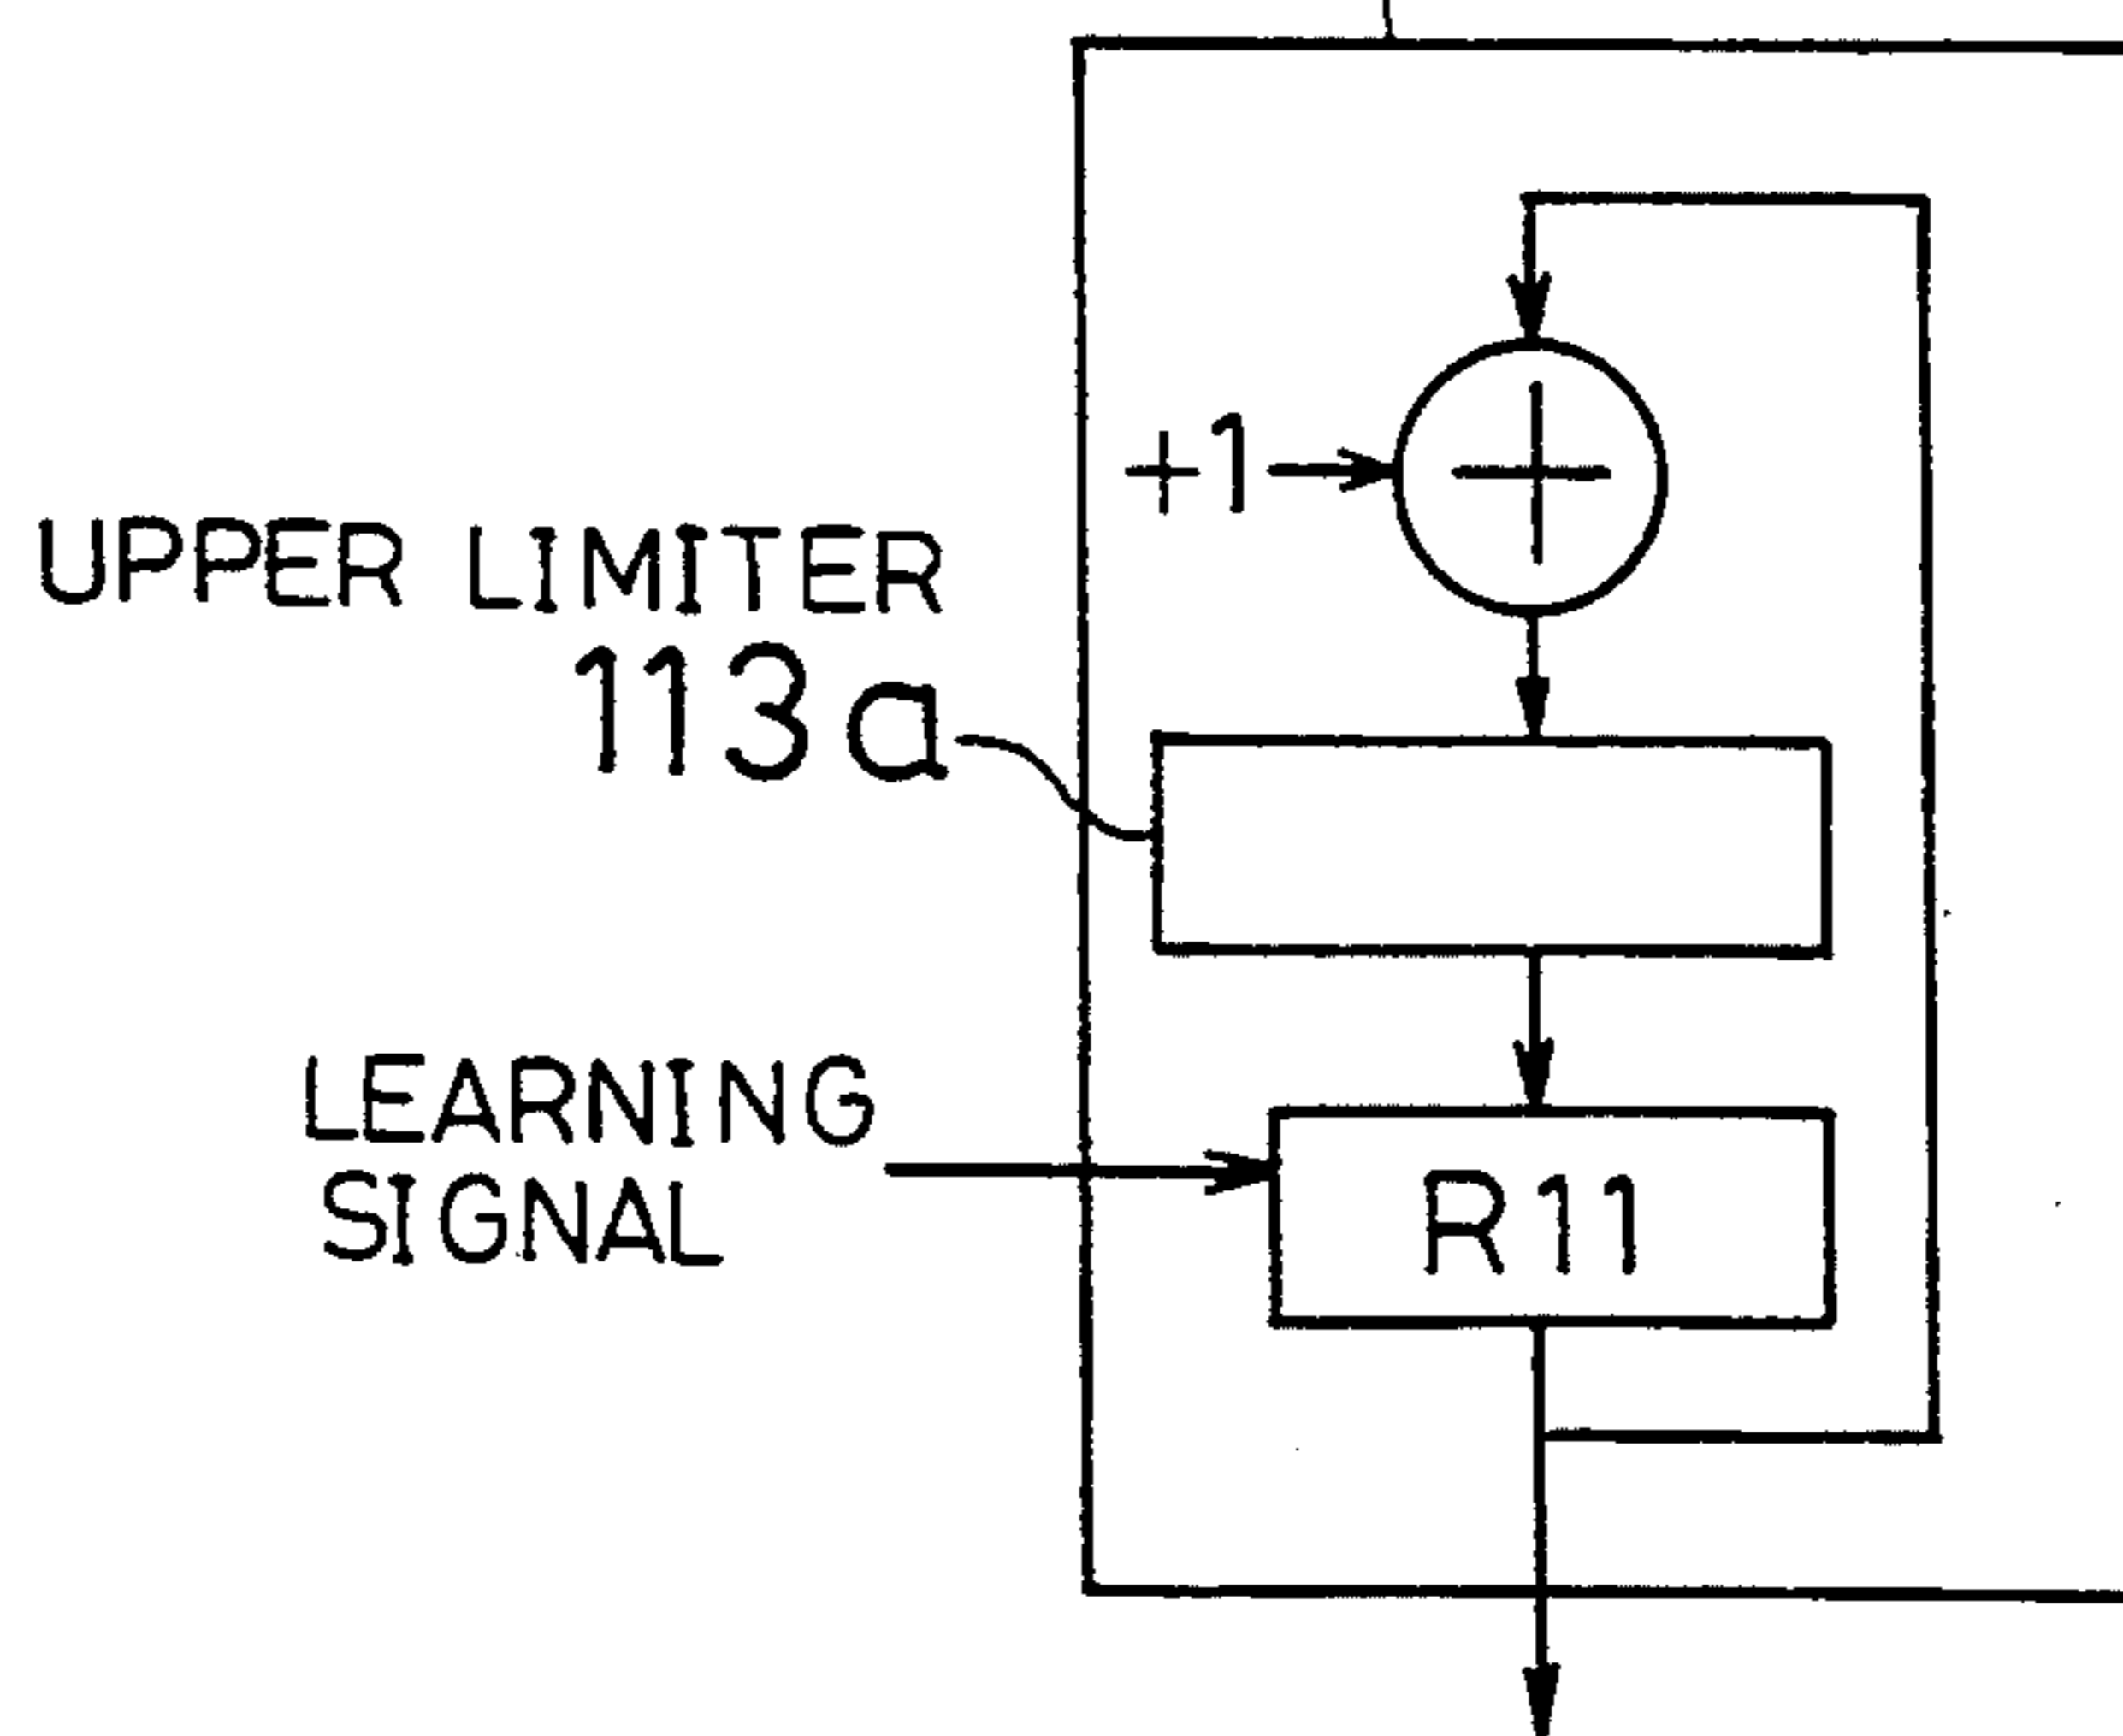 +1
UPPER LIMITER
113a
LEARNING
SIGNAL
R11